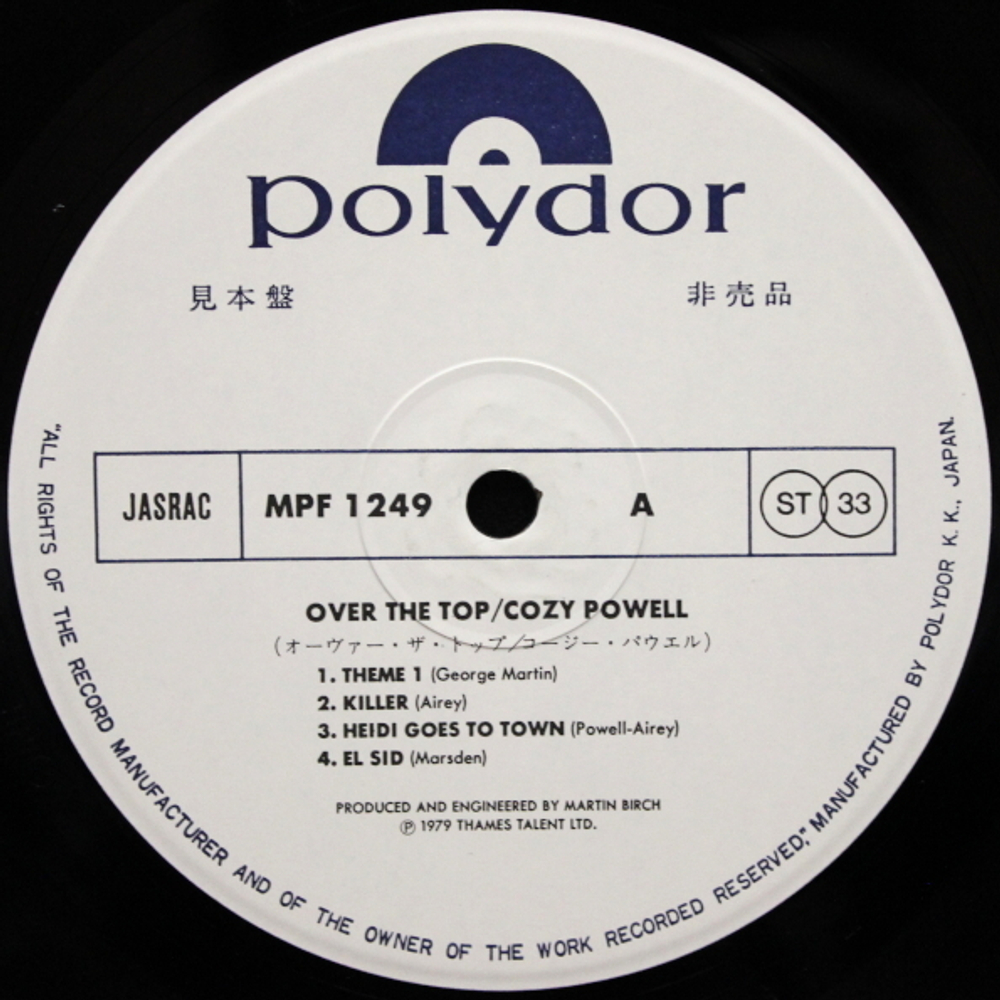 polydor
見本盤 非売品
JASRAC MPF 1249 A ST 33
OVER THE TOP/COZY POWELL
(オーヴァー・ザ・トップ/コージー・パウエル)
1. THEME 1 (George Martin)
2. KILLER (Airey)
3. HEIDI GOES TO TOWN (Powell-Airey)
4. EL SID (Marsden)
PRODUCED AND ENGINEERED BY MARTIN BIRCH
Ⓟ 1979 THAMES TALENT LTD.
"ALL RIGHTS OF THE RECORD MANUFACTURER AND OF THE OWNER OF THE WORK RECORDED RESERVED," MANUFACTURED BY POLYDOR K. K., JAPAN.